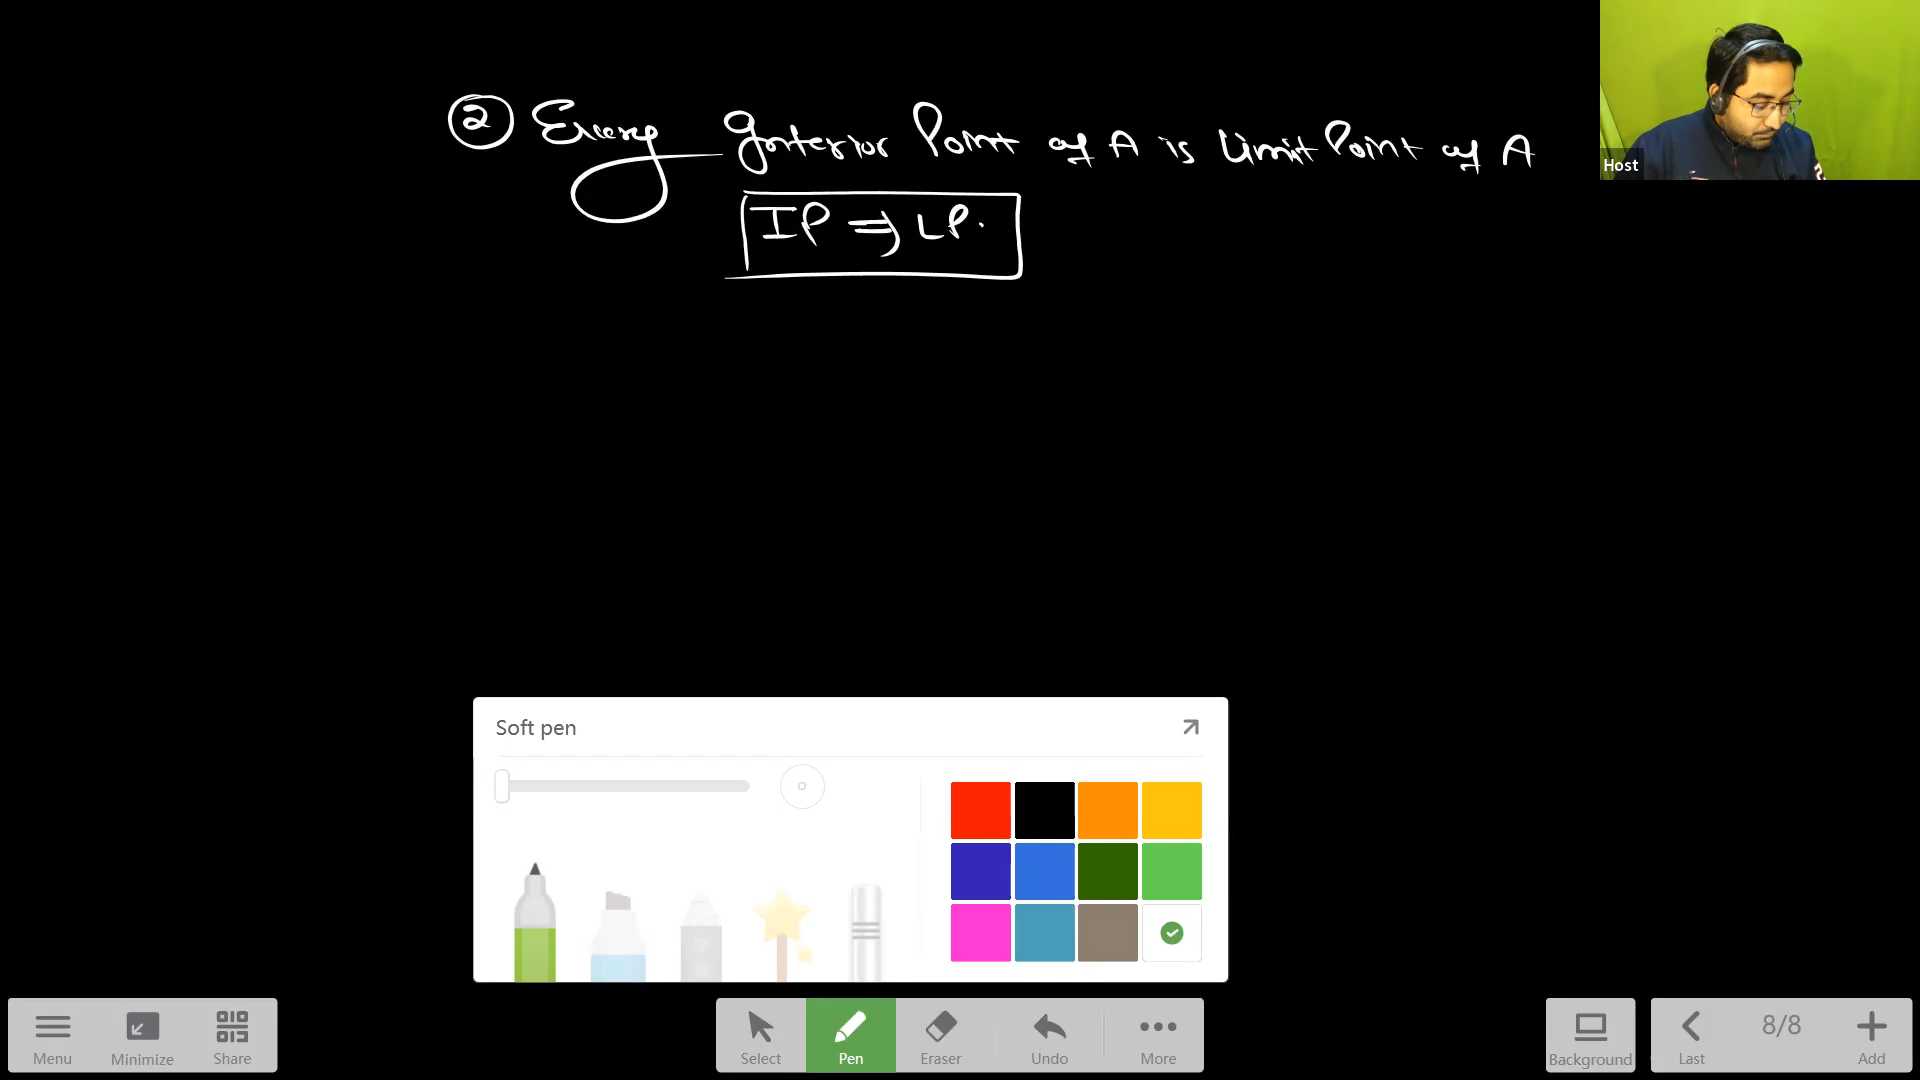 ② Every Interior Point of A is Limit Point of A
IP ⇒ LP.
Host
Soft pen
Menu Minimize Share
Select Pen Eraser Undo More
Background
Last 8/8 Add